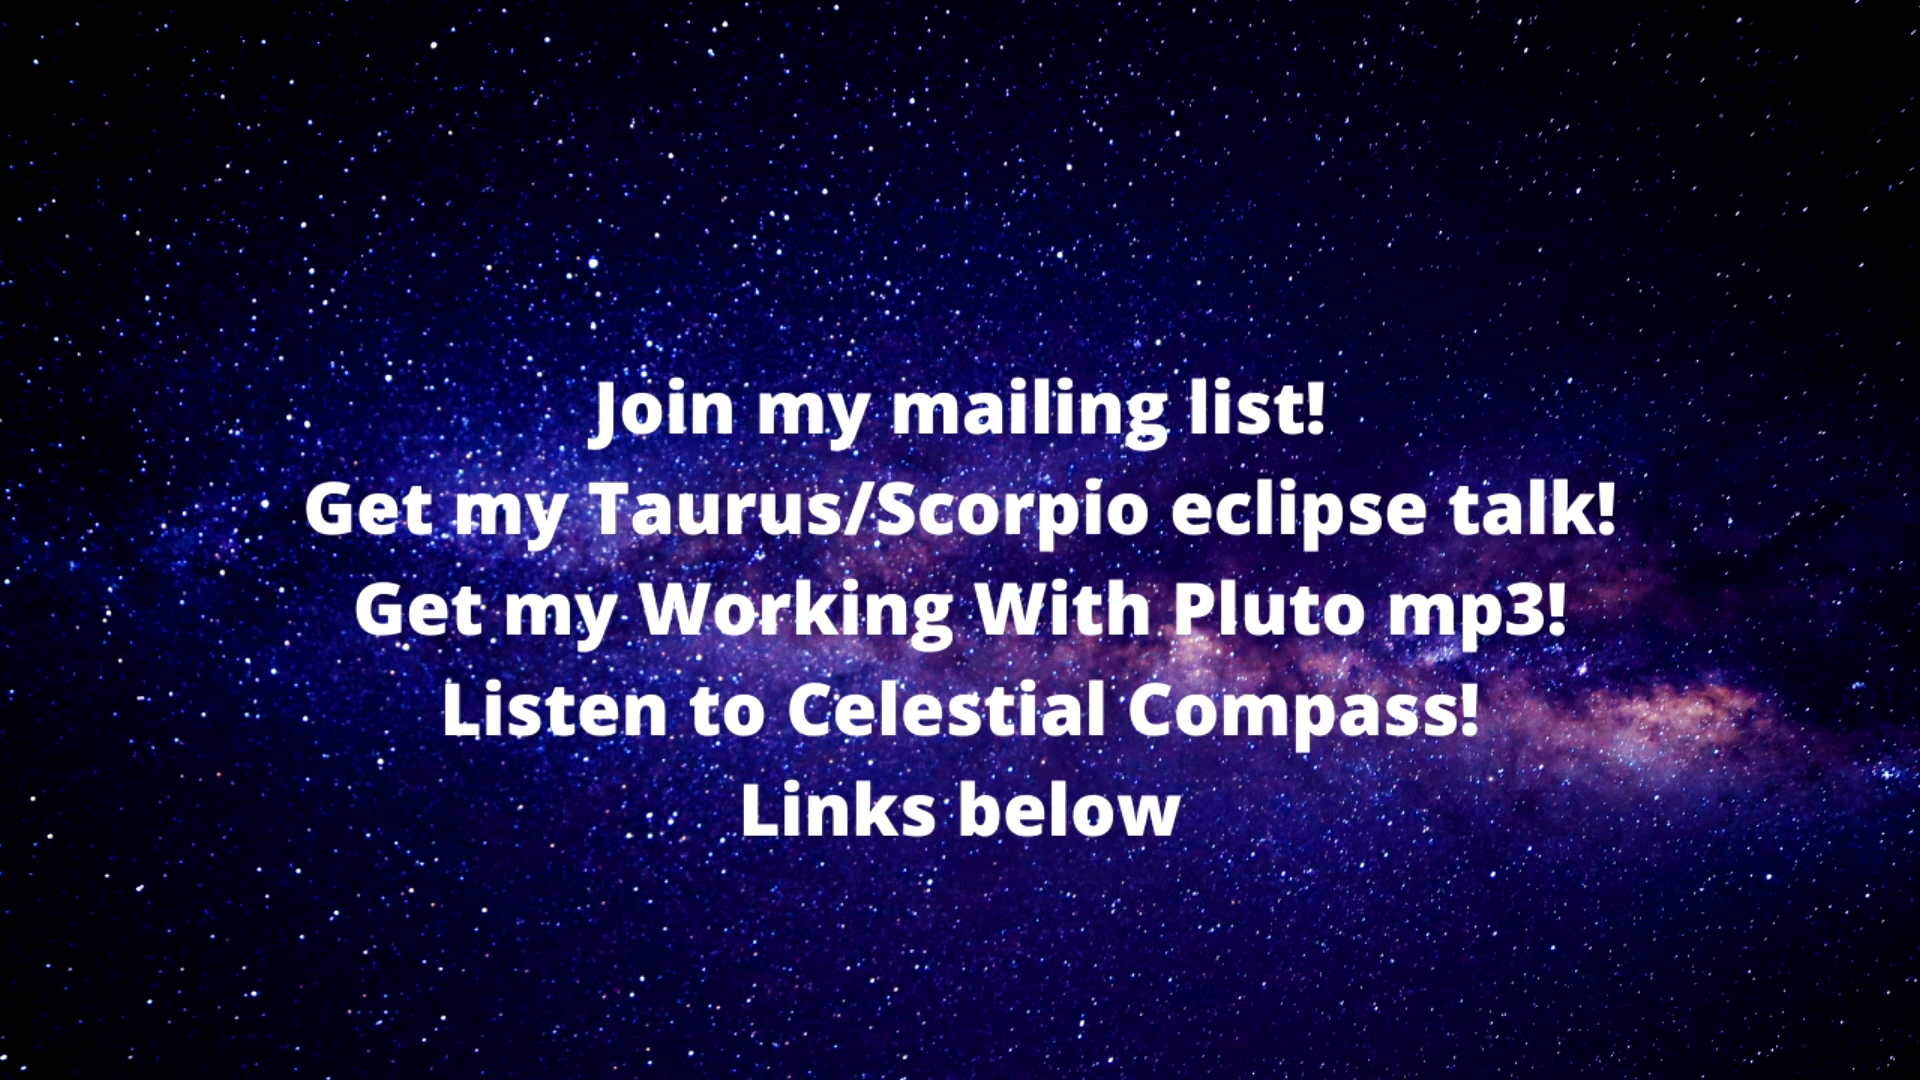 Join my mailing list!
Get my Taurus/Scorpio eclipse talk!
Get my Working With Pluto mp3!
Listen to Celestial Compass!
Links below